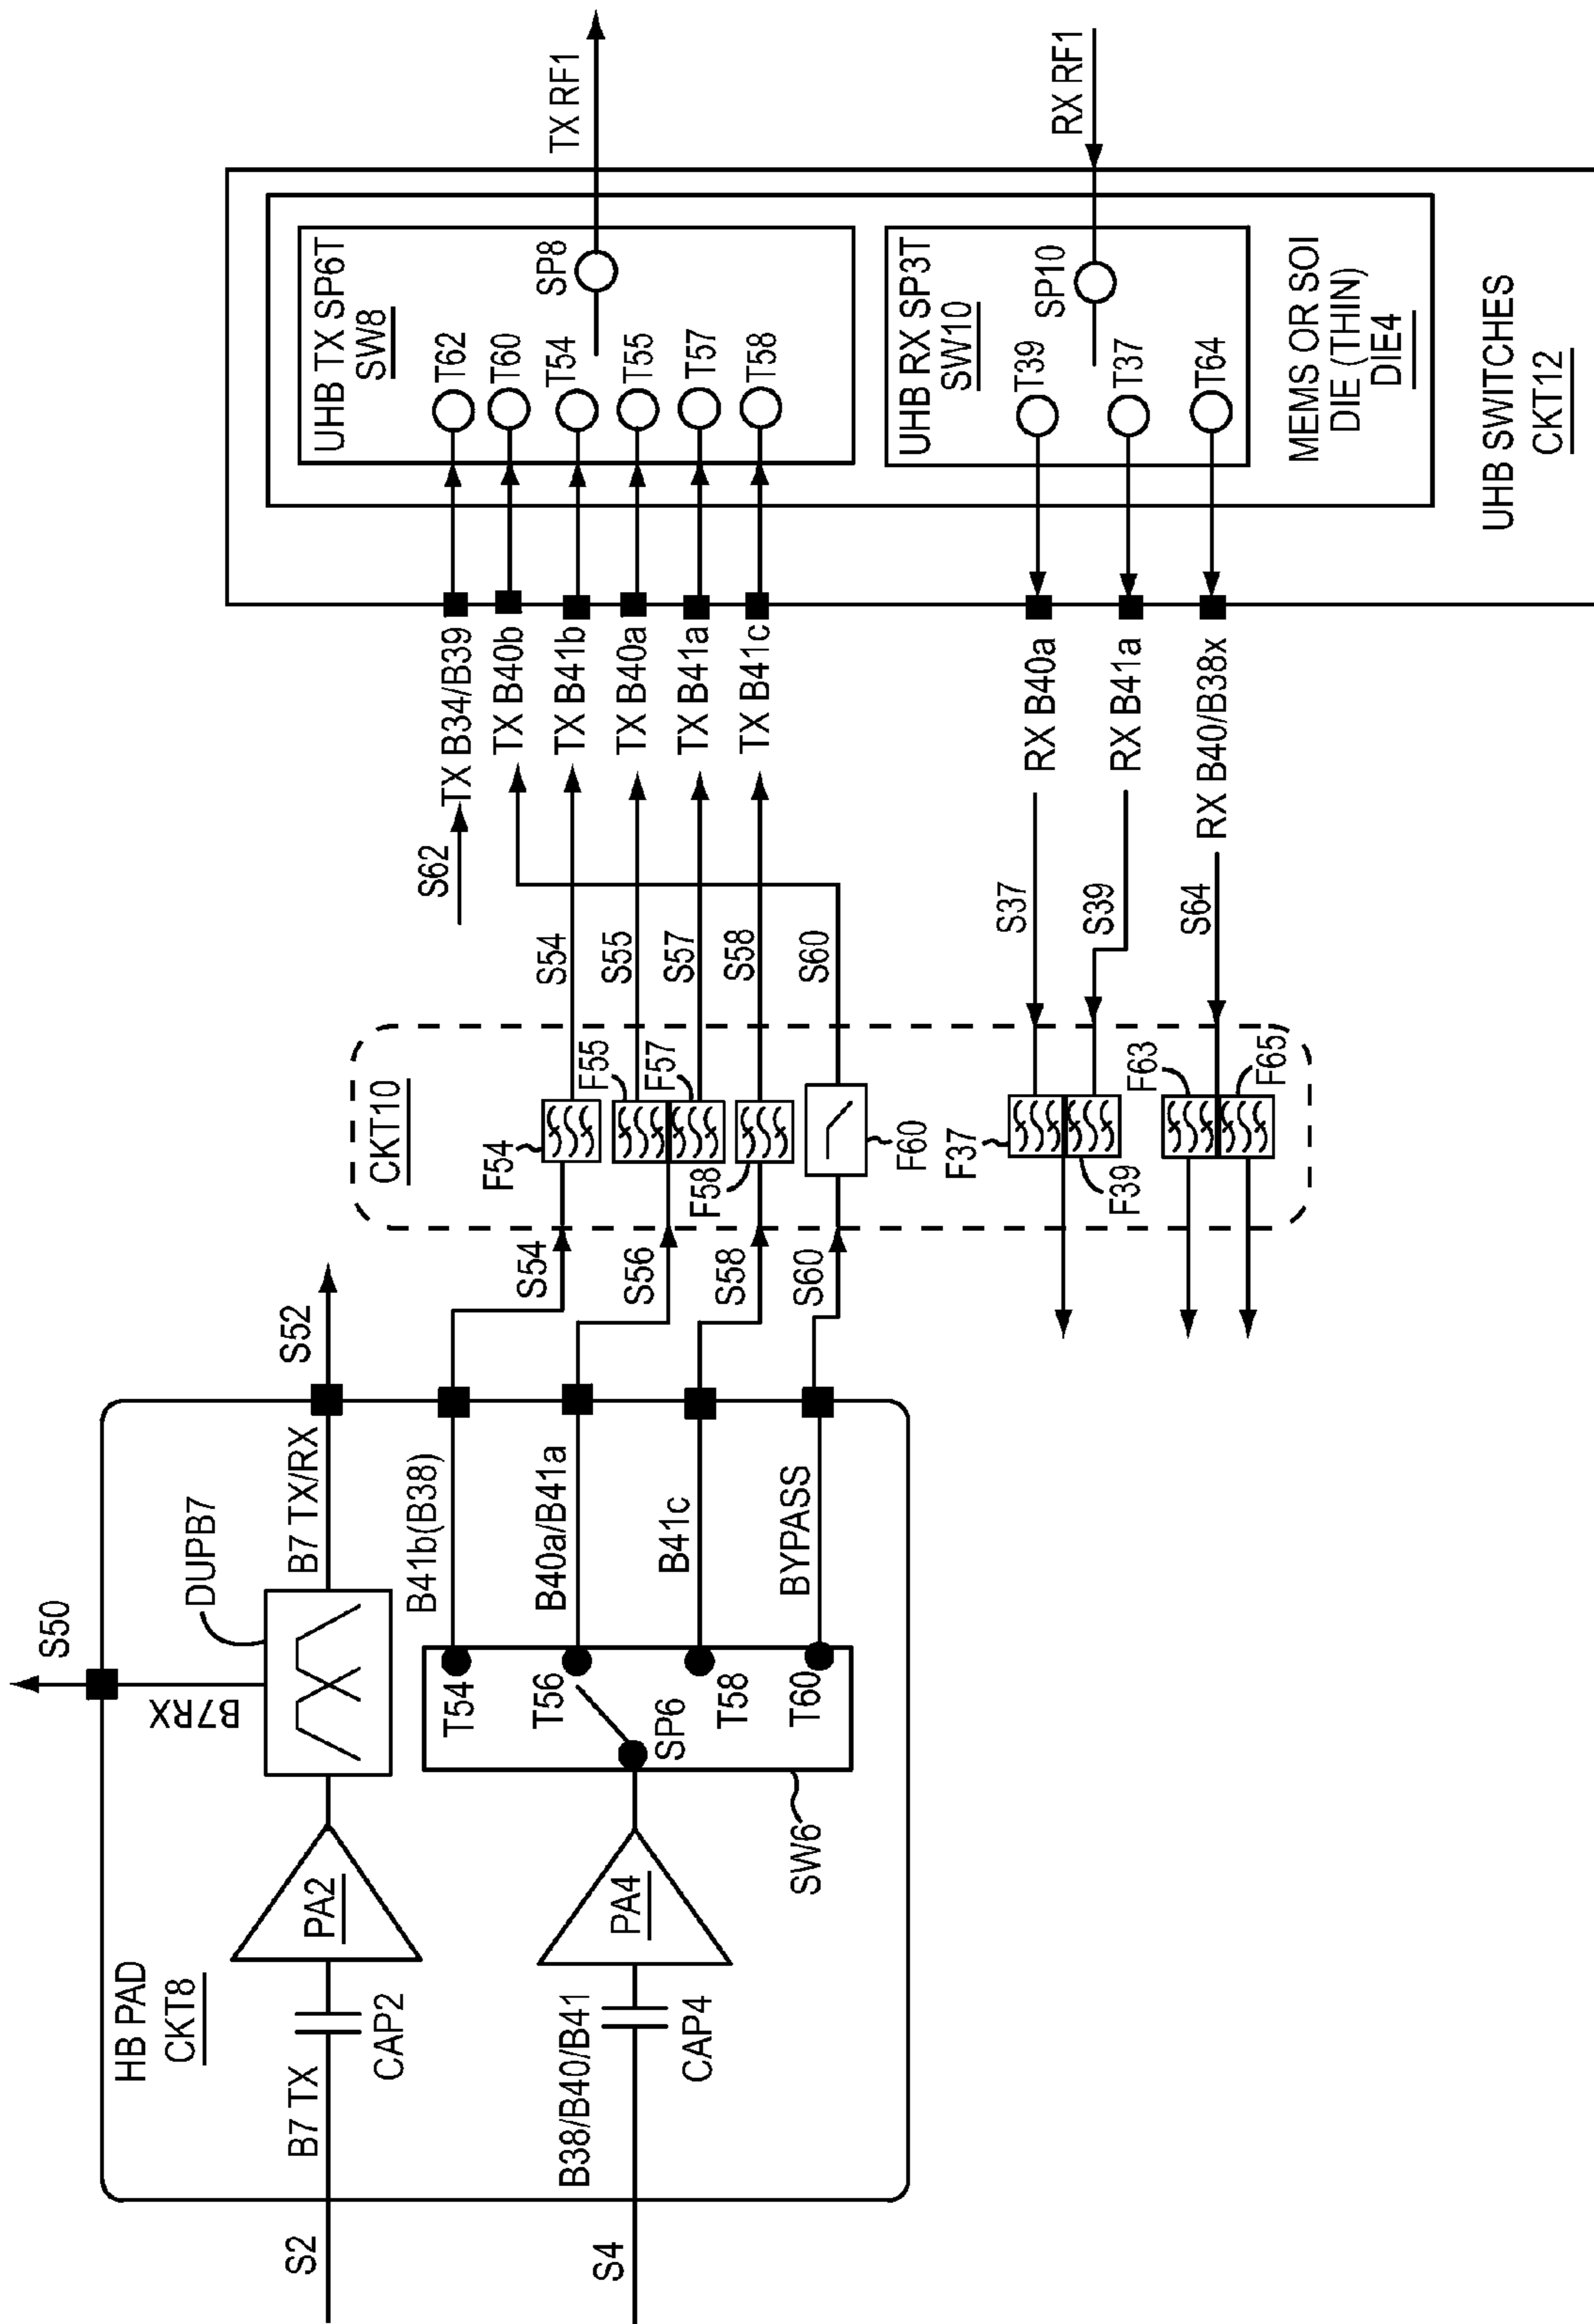 HB PAD
CKT8
S2
B7 TX
CAP2
PA2
DUPB7
B7RX
S50
B7 TX/RX
S52
S4
B38/B40/B41
CAP4
PA4
SW6
SP6
T54
T56
T58
T60
B41b(B38)
B40a/B41a
B41c
BYPASS
S54
S56
S58
S60
CKT10
F54
F55
F57
F58
F60
F37
F39
F63
F65
S54
S55
S57
S58
S60
S62
S37
S39
S64
TX B34/B39
TX B40b
TX B41b
TX B40a
TX B41a
TX B41c
RX B40a
RX B41a
RX B40/B38x
UHB TX SP6T
SW8
T62
T60
T54
T55
T57
T58
SP8
TX RF1
UHB RX SP3T
SW10
T39
T37
T64
SP10
RX RF1
MEMS OR SOI
DIE (THIN)
DIE4
UHB SWITCHES
CKT12